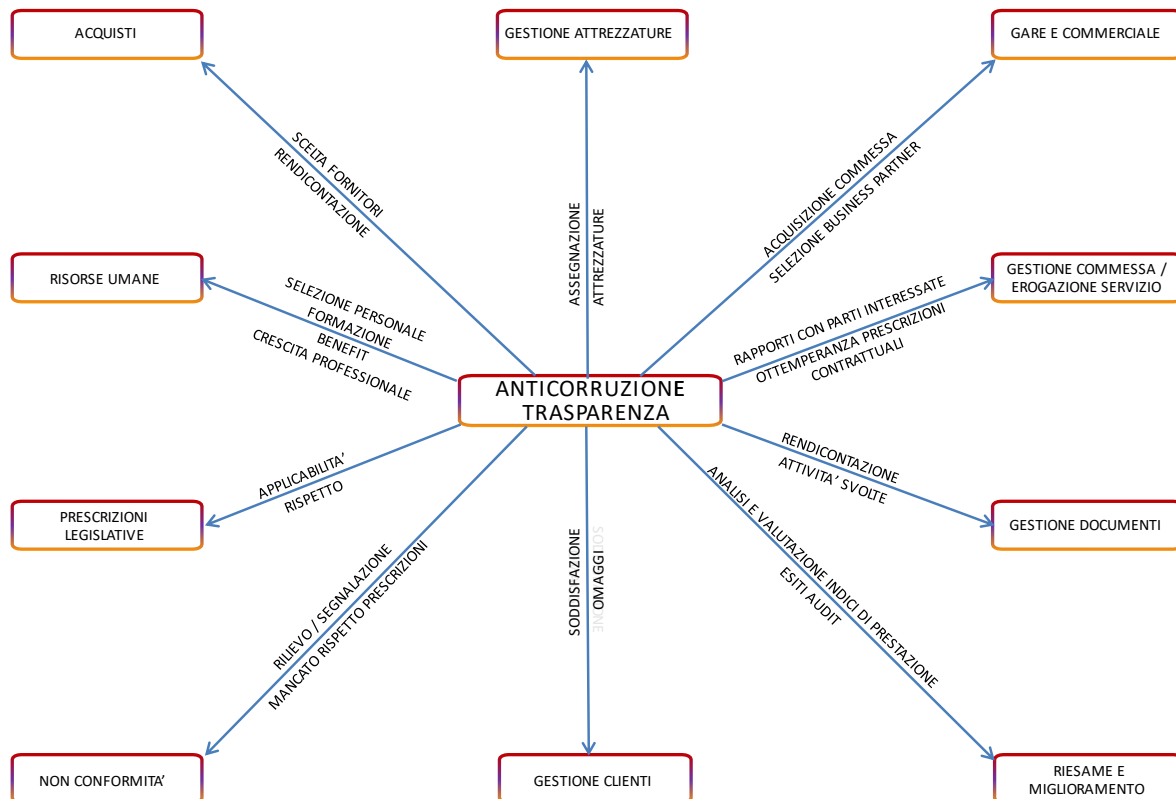 ACQUISTI
GESTIONE ATTREZZATURE
GARE E COMMERCIALE
SCELTA FORNITORI
RENDICONTAZIONE
ASSEGNAZIONE
ATTREZZATURE
ACQUISIZIONE COMMESSA
SELEZIONE BUSINESS PARTNER
RISORSE UMANE
SELEZIONE PERSONALE
FORMAZIONE
BENEFIT
CRESCITA PROFESSIONALE
RAPPORTI CON PARTI INTERESSATE
OTTEMPERANZA PRESCRIZIONI
CONTRATTUALI
GESTIONE COMMESSA /
EROGAZIONE SERVIZIO
ANTICORRUZIONE
TRASPARENZA
APPLICABILITA’
RISPETTO
PRESCRIZIONI
LEGISLATIVE
RENDICONTAZIONE
ATTIVITA’ SVOLTE
GESTIONE DOCUMENTI
RILIEVO / SEGNALAZIONE
MANCATO RISPETTO PRESCRIZIONI
SODDISFAZIONE
OMAGGI
ANALISI E VALUTAZIONE INDICI DI PRESTAZIONE
ESITI AUDIT
NON CONFORMITA’
GESTIONE CLIENTI
RIESAME E
MIGLIORAMENTO